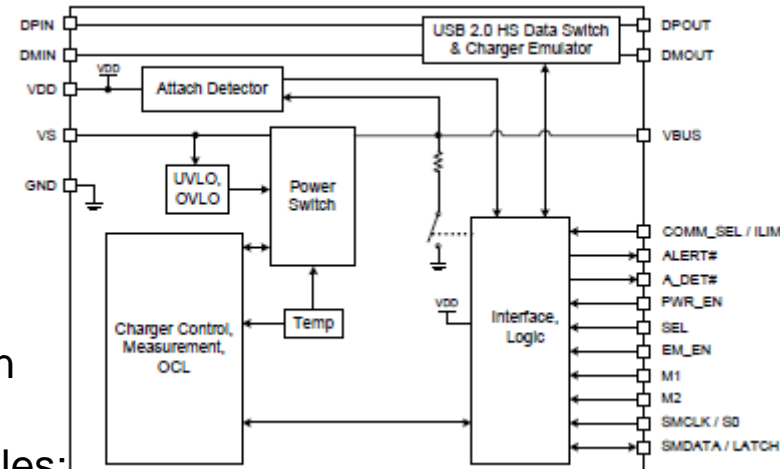 DPIN
DMIN
VDD
VS
GND
USB 2.0 HS Data Switch
& Charger Emulator
DPOUT
DMOUT
VDD
Attach Detector
VBUS
UVLO,
OVLO
Power
Switch
COMM_SEL / ILIM
ALERT#
A_DET#
PWR_EN
SEL
EM_EN
M1
M2
SMCLK / S0
SMDATA / LATCH
VDD
Interface,
Logic
Temp
Charger Control,
Measurement,
OCL